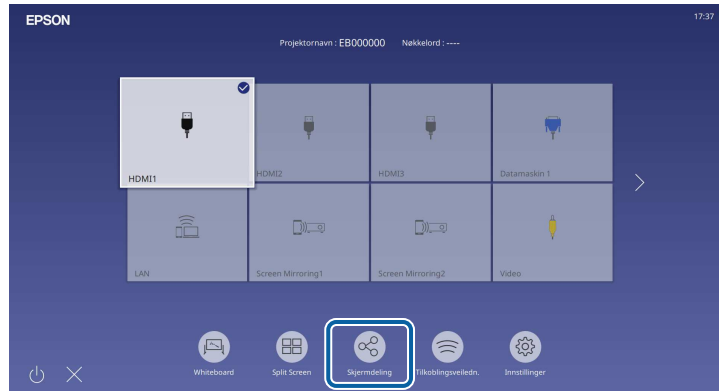 EPSON
17:37
Projektornavn : EB000000 Nøkkelord : ----
HDMI1
HDMI2
HDMI3
Datamaskin 1
LAN
Screen Mirroring1
Screen Mirroring2
Video
Whiteboard
Split Screen
Skjermdeling
Tilkoblingsveiledn.
Innstillinger